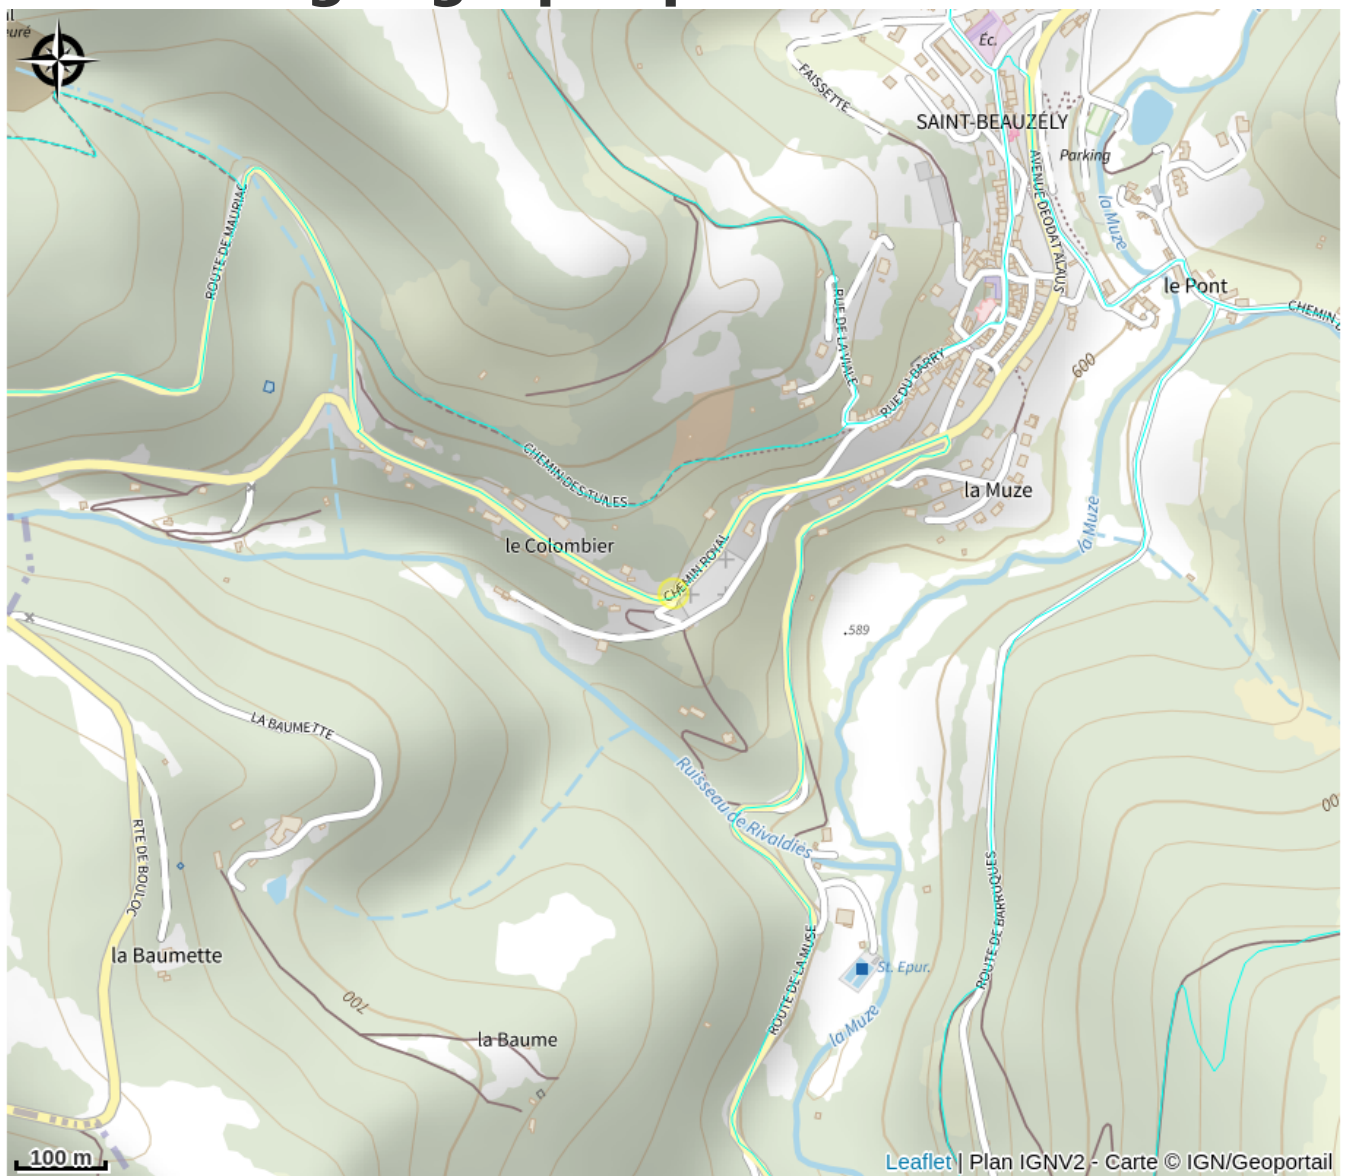 Éc.
FAISSETTE
SAINT-BEAUZÉLY
Parking
AVENUE DEODAT ALAUS
ROUTE DE MAURIAC
la Muze
le Pont
RUE DE LA VIALE
RUE DU BARRY
600
CHEMIN DES TUNES
la Muze
la Muze
le Colombier
CHEMIN ROYAL
.589
LA BAUMETTE
Ruisseau de Rivaldiès
RTE DE BOULOC
ROUTE DE BARRUQUES
la Baumette
ROUTE DE LA MUSE
St. Epur.
700
la Baume
la Muze
100 m
Leaflet | Plan IGNV2 - Carte © IGN/Geoportail